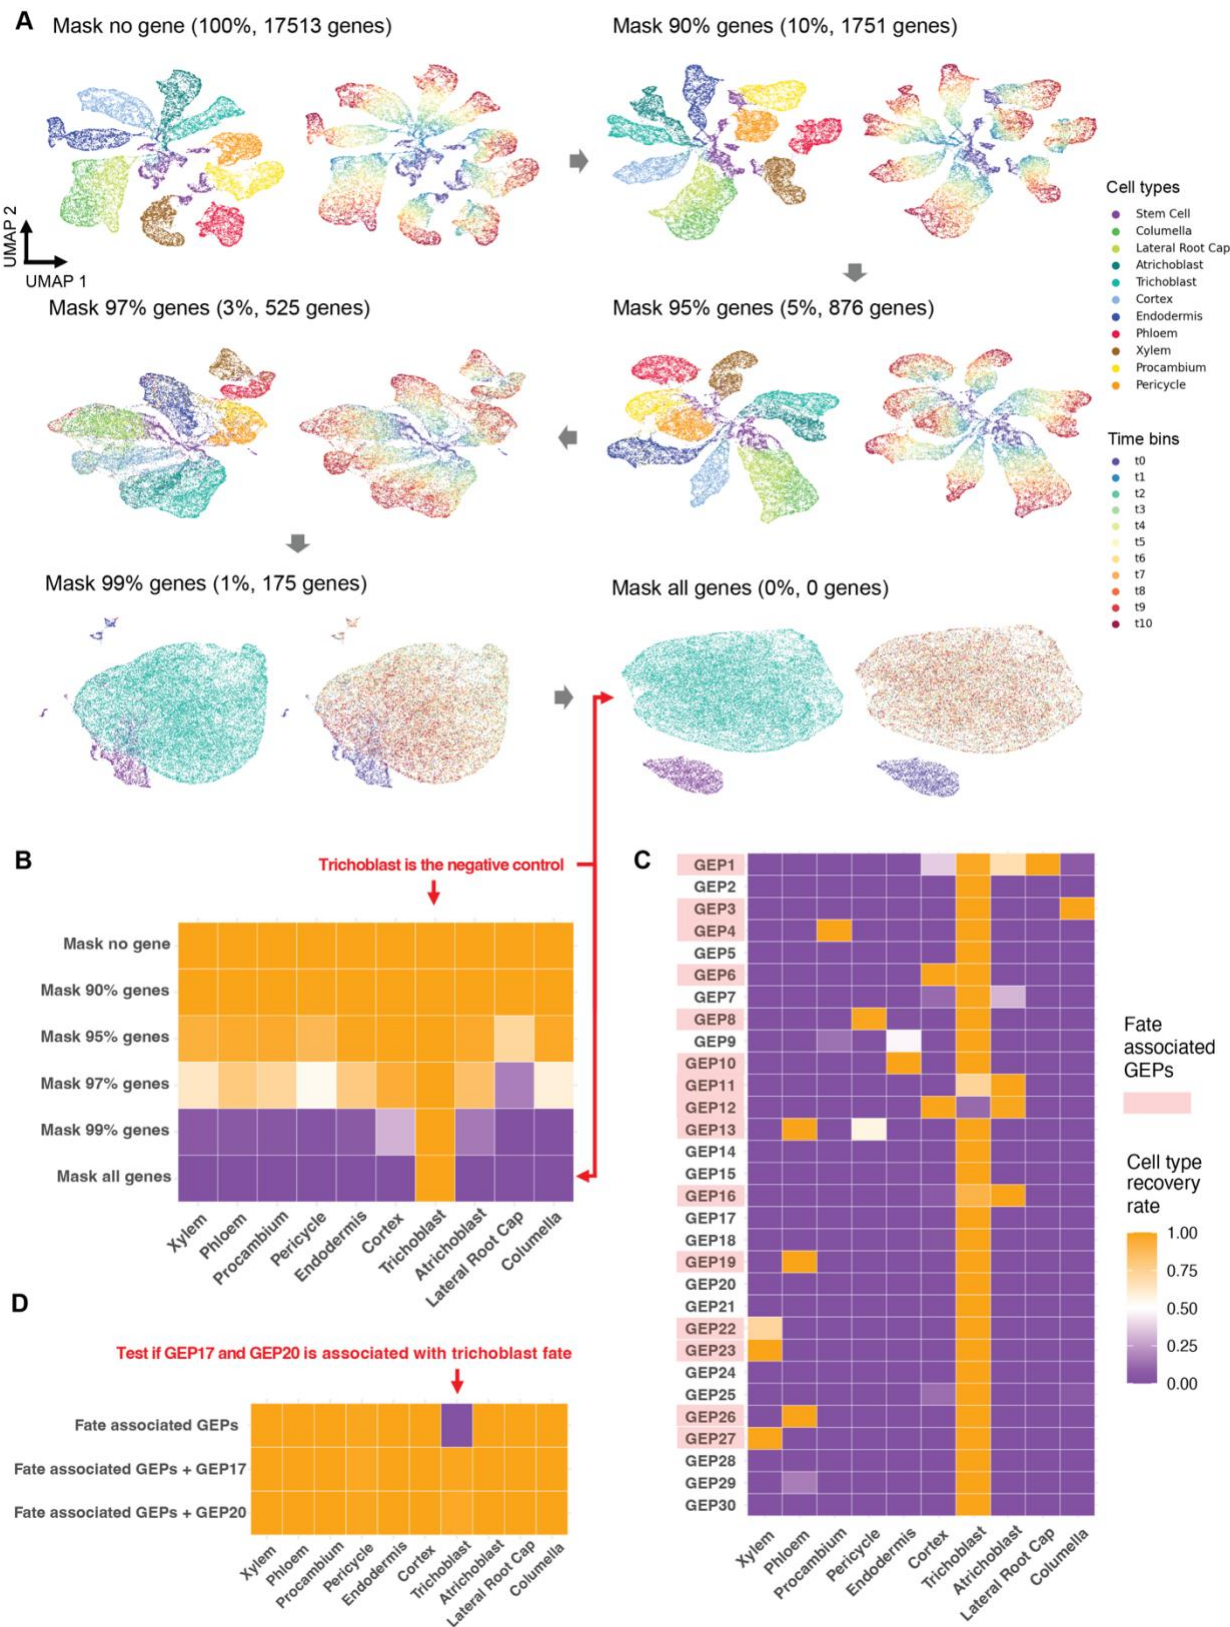 A
Mask no gene (100%, 17513 genes)
Mask 90% genes (10%, 1751 genes)
UMAP 2
UMAP 1
Cell types
Stem Cell
Columella
Lateral Root Cap
Atrichoblast
Trichoblast
Cortex
Endodermis
Phloem
Xylem
Procambium
Pericycle
Mask 97% genes (3%, 525 genes)
Mask 95% genes (5%, 876 genes)
Time bins
t0
t1
t2
t3
t4
t5
t6
t7
t8
t9
t10
Mask 99% genes (1%, 175 genes)
Mask all genes (0%, 0 genes)
B
Trichoblast is the negative control
Mask no gene
Mask 90% genes
Mask 95% genes
Mask 97% genes
Mask 99% genes
Mask all genes
Xylem
Phloem
Procambium
Pericycle
Endodermis
Cortex
Trichoblast
Atrichoblast
Lateral Root Cap
Columella
C
GEP1
GEP2
GEP3
GEP4
GEP5
GEP6
GEP7
GEP8
GEP9
GEP10
GEP11
GEP12
GEP13
GEP14
GEP15
GEP16
GEP17
GEP18
GEP19
GEP20
GEP21
GEP22
GEP23
GEP24
GEP25
GEP26
GEP27
GEP28
GEP29
GEP30
Xylem
Phloem
Procambium
Pericycle
Endodermis
Cortex
Trichoblast
Atrichoblast
Lateral Root Cap
Columella
Fate
associated
GEPs
Cell type
recovery
rate
1.00
0.75
0.50
0.25
0.00
D
Test if GEP17 and GEP20 is associated with trichoblast fate
Fate associated GEPs
Fate associated GEPs + GEP17
Fate associated GEPs + GEP20
Xylem
Phloem
Procambium
Pericycle
Endodermis
Cortex
Trichoblast
Atrichoblast
Lateral Root Cap
Columella